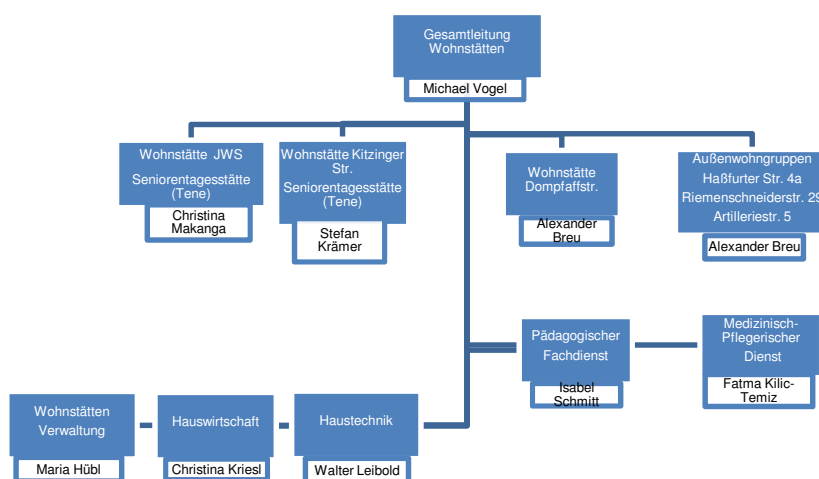 Gesamtleitung
Wohnstätten
Michael Vogel
Wohnstätte JWS
Seniorentagesstätte
(Tene)
Christina
Makanga
Wohnstätte Kitzinger
Str.
Seniorentagesstätte
(Tene)
Stefan
Krämer
Wohnstätte
Dompfaffstr.
Alexander
Breu
Außenwohngruppen
Haßfurter Str. 4a
Riemenschneiderstr. 29
Artilleriestr. 5
Alexander Breu
Pädagogischer
Fachdienst
Isabel
Schmitt
Medizinisch-
Pflegerischer
Dienst
Fatma Kilic-
Temiz
Wohnstätten
Verwaltung
Maria Hübl
Hauswirtschaft
Christina Kriesl
Haustechnik
Walter Leibold